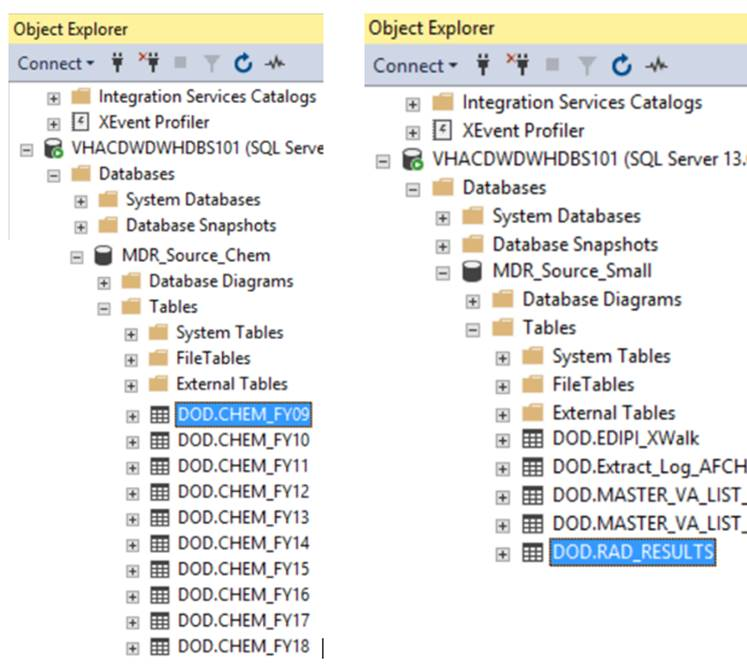 Object Explorer
Connect
Integration Services Catalogs
XEvent Profiler
VHACDWDWHDBS101 (SQL Serve
Databases
System Databases
Database Snapshots
MDR_Source_Chem
Database Diagrams
Tables
System Tables
FileTables
External Tables
DOD.CHEM_FY09
DOD.CHEM_FY10
DOD.CHEM_FY11
DOD.CHEM_FY12
DOD.CHEM_FY13
DOD.CHEM_FY14
DOD.CHEM_FY15
DOD.CHEM_FY16
DOD.CHEM_FY17
DOD.CHEM_FY18
Object Explorer
Connect
Integration Services Catalogs
XEvent Profiler
VHACDWDWHDBS101 (SQL Server 13.
Databases
System Databases
Database Snapshots
MDR_Source_Small
Database Diagrams
Tables
System Tables
FileTables
External Tables
DOD.EDIPI_XWalk
DOD.Extract_Log_AFCH
DOD.MASTER_VA_LIST_
DOD.MASTER_VA_LIST_
DOD.RAD_RESULTS